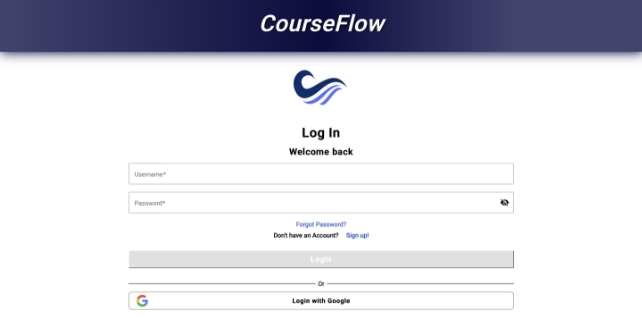 CourseFlow
Log In
Welcome back
Username*
Password*
Forgot Password?
Don't have an Account? Sign up!
Login
Or
Login with Google